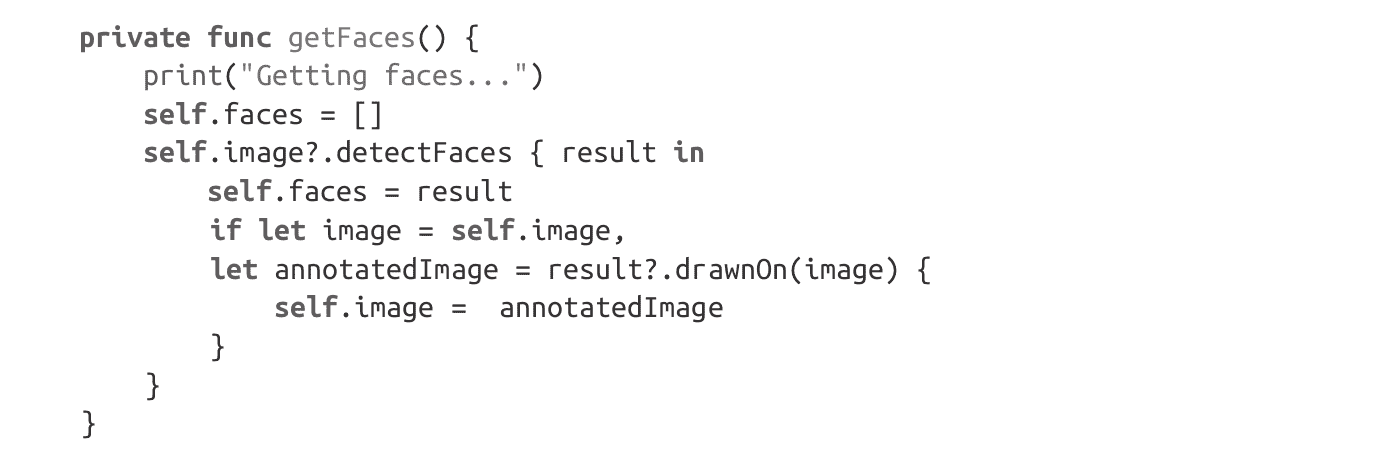 private func getFaces() {
    print("Getting faces...")
    self.faces = []
    self.image?.detectFaces { result in
        self.faces = result
        if let image = self.image,
        let annotatedImage = result?.drawnOn(image) {
            self.image =  annotatedImage
        }
    }
}